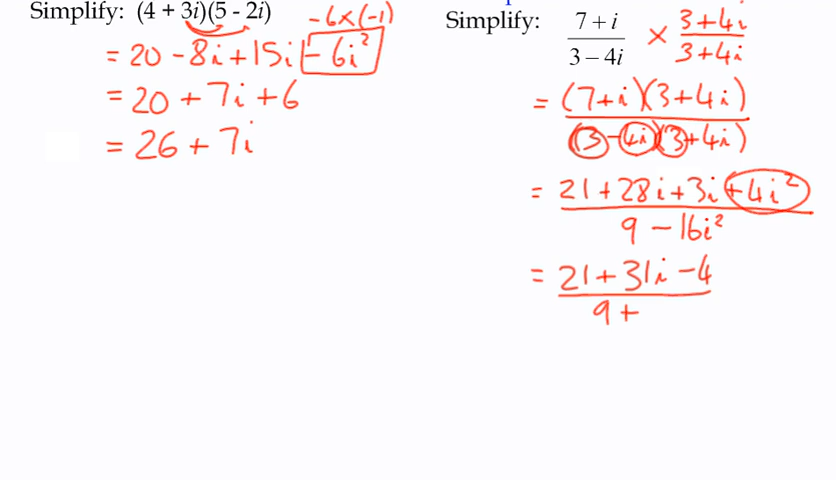 Simplify: (4 + 3i)(5 - 2i)
-6×(-1)
= 20 - 8i + 15i - 6i²
= 20 + 7i + 6
= 26 + 7i
Simplify: (7 + i)/(3 – 4i) × (3+4i)/(3+4i)
= (7+i)(3+4i)
(3-4i)(3+4i)
= 21 + 28i + 3i + 4i²
9 - 16i²
= 21 + 31i - 4
9 +